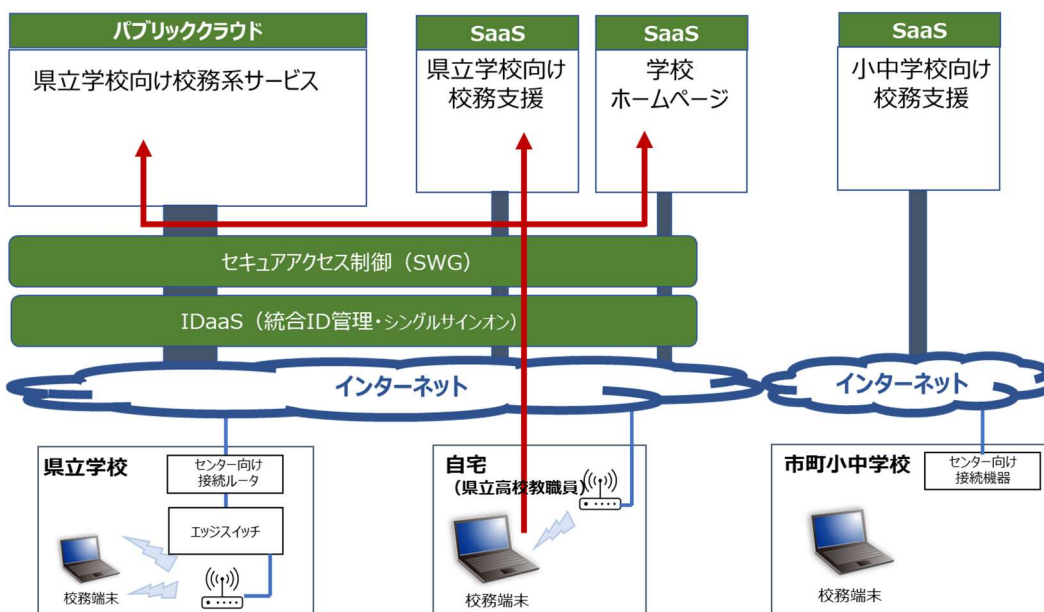 パブリッククラウド
県立学校向け校務系サービス
SaaS
県立学校向け
校務支援
SaaS
学校
ホームページ
SaaS
小中学校向け
校務支援
セキュアアクセス制御（SWG）
IDaaS（統合ID管理・シングルサインオン）
インターネット
インターネット
県立学校
センター向け
接続ルータ
エッジスイッチ
校務端末
自宅
（県立高校教職員）
校務端末
市町小中学校
センター向け
接続機器
校務端末